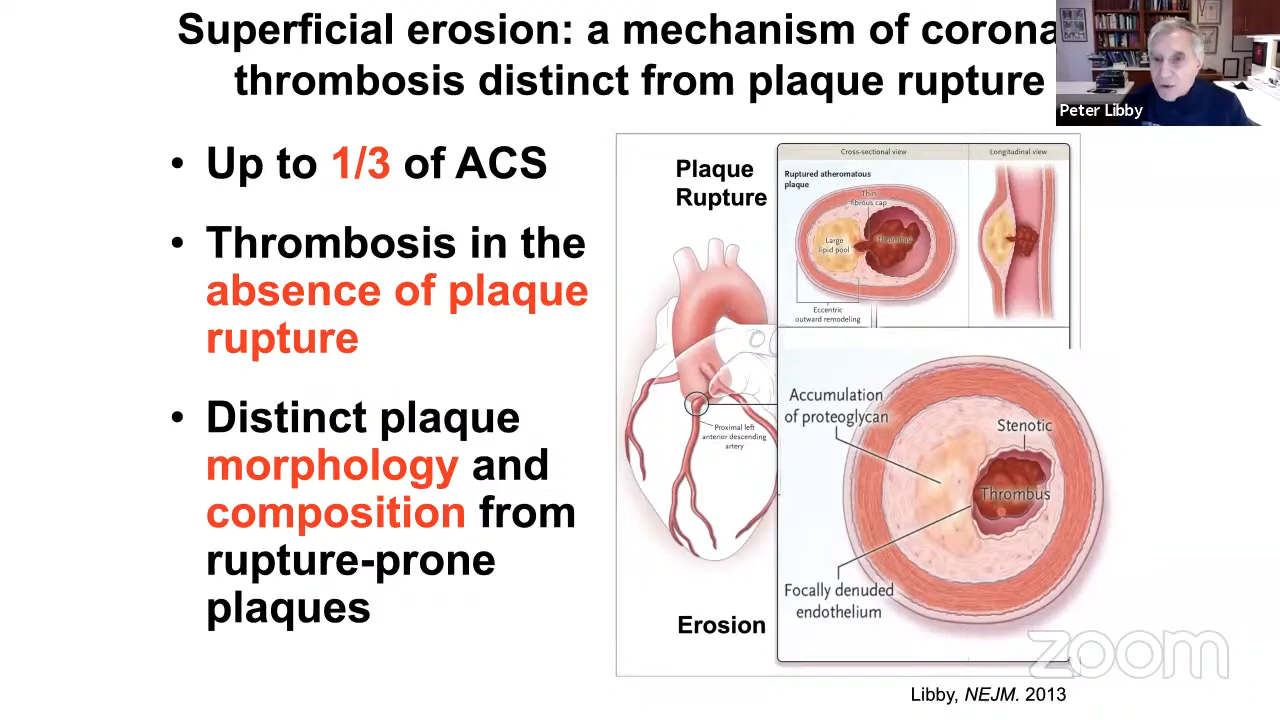 Superficial erosion: a mechanism of corona
thrombosis distinct from plaque rupture
Peter Libby
• Up to 1/3 of ACS
• Thrombosis in the
absence of plaque
rupture
• Distinct plaque
morphology and
composition from
rupture-prone
plaques
Plaque
Rupture
Cross-sectional view
Longitudinal view
Ruptured atheromatous
plaque
Thin
fibrous cap
Large
lipid pool
Thrombus
Eccentric
outward remodeling
Proximal left
anterior descending
artery
Accumulation
of proteoglycan
Stenotic
Thrombus
Focally denuded
endothelium
Erosion
zoom
Libby, NEJM. 2013